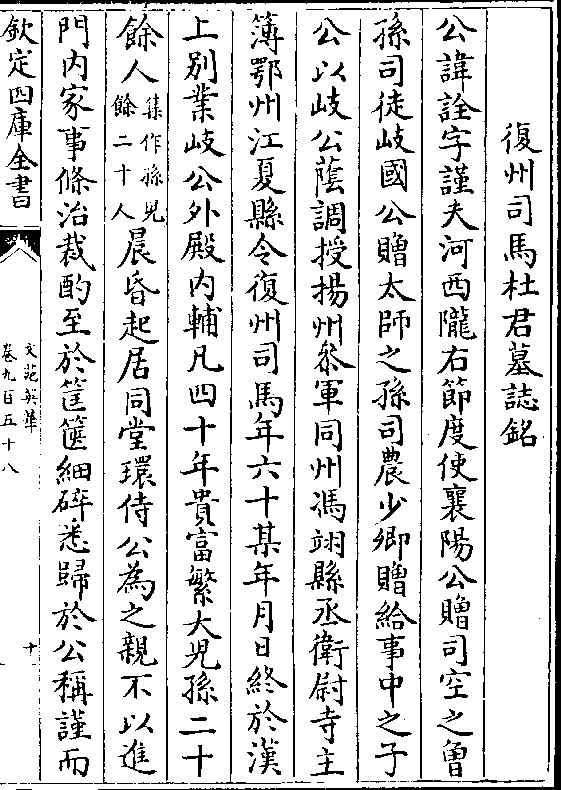 復州司馬杜君墓誌銘
公諱詮字謹夫河西隴右節度使襄陽公贈司空之曽
孫司徒岐國公贈太師之孫司農少卿贈給事中之子
公以岐公蔭調授揚州叅軍同州馮翊縣丞衛尉寺主
簿鄂州江夏縣令復州司馬年六十某年月日終於漢
上别業岐公外殿内輔凡四十年貴富繁大兒孫二十
餘人集作孫兒餘二十人晨昏起居同堂環侍公為之親不以進
門内家事條治裁酌至於筐篋細碎悉歸於公稱謹而
欽定四庫全書
文苑英華
卷九百五十八
十